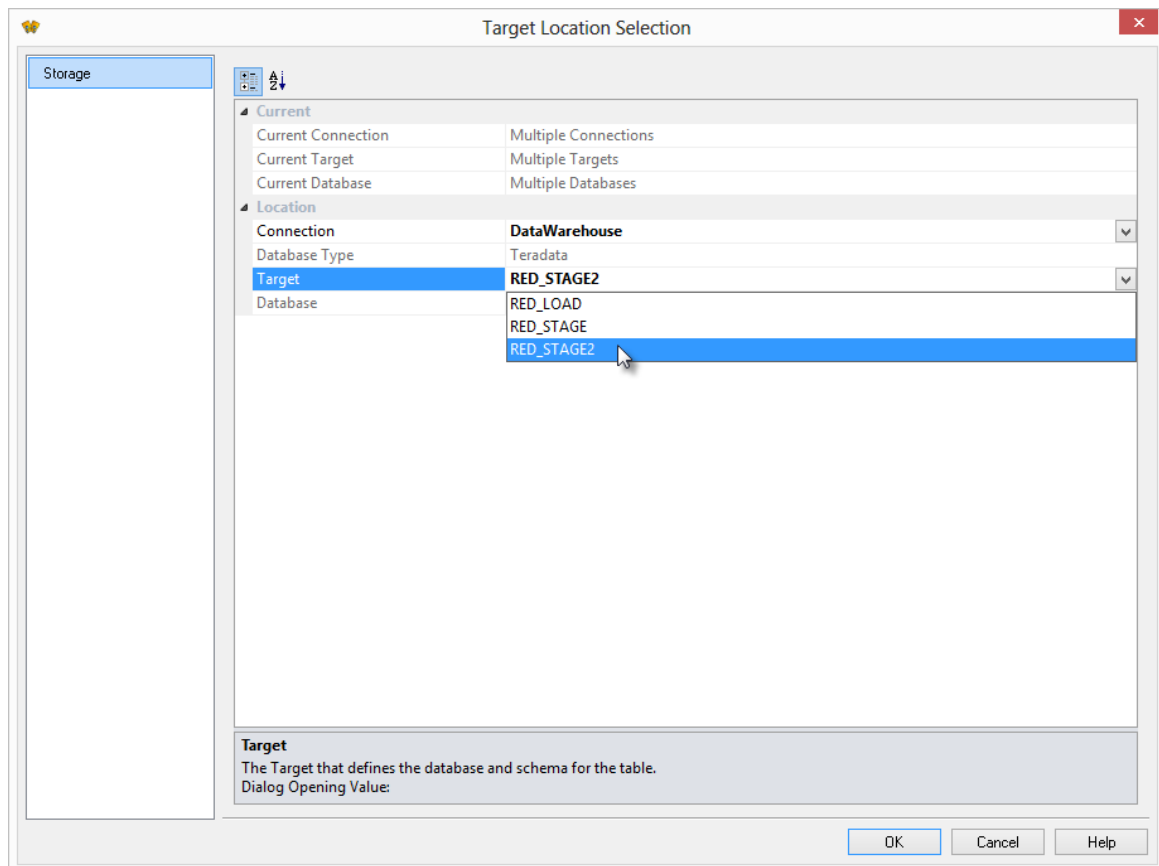 Target Location Selection
Storage
Current
Current Connection Multiple Connections
Current Target Multiple Targets
Current Database Multiple Databases
Location
Connection DataWarehouse
Database Type Teradata
Target RED_STAGE2
Database RED_LOAD
RED_STAGE
RED_STAGE2
Target
The Target that defines the database and schema for the table.
Dialog Opening Value:
OK Cancel Help